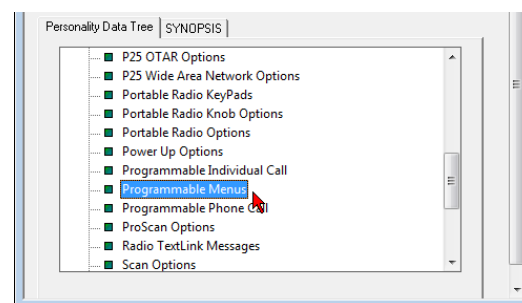 Personality Data Tree SYNOPSIS
P25 OTAR Options
P25 Wide Area Network Options
Portable Radio KeyPads
Portable Radio Knob Options
Portable Radio Options
Power Up Options
Programmable Individual Call
Programmable Menus
Programmable Phone Call
ProScan Options
Radio TextLink Messages
Scan Options